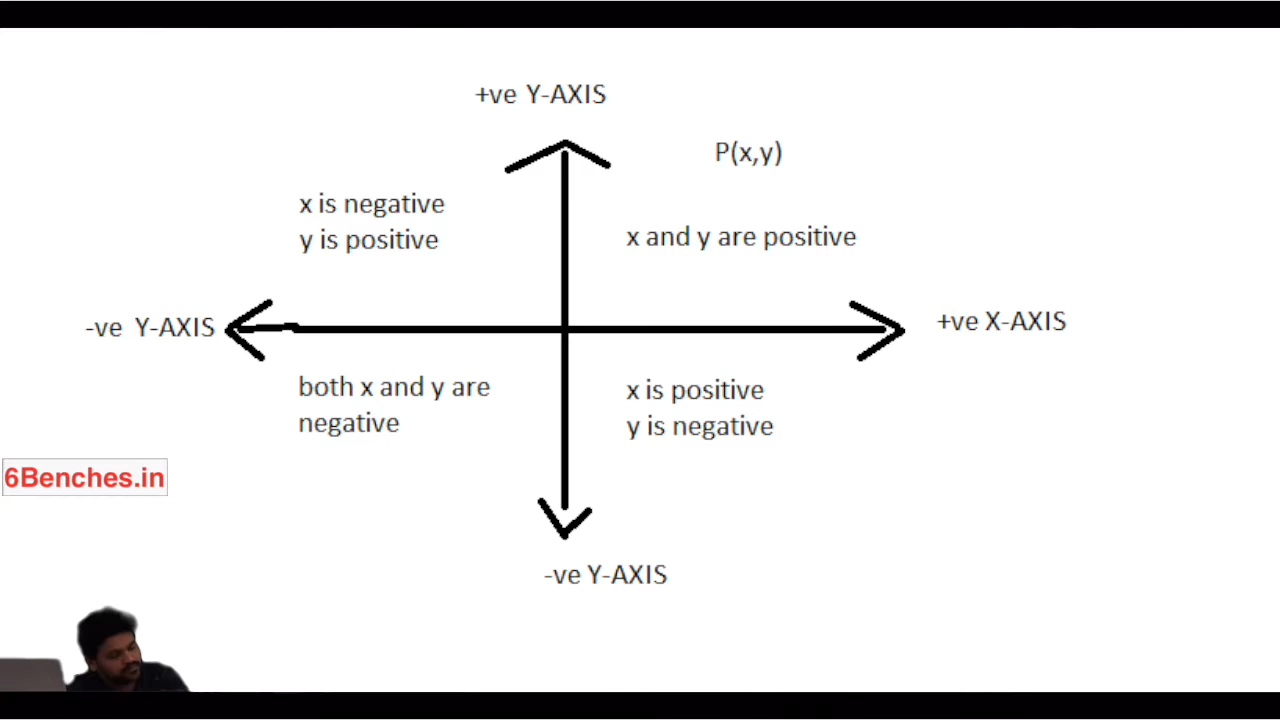 +ve Y-AXIS
P(x,y)
x is negative
y is positive
x and y are positive
-ve Y-AXIS
+ve X-AXIS
both x and y are
negative
x is positive
y is negative
6Benches.in
-ve Y-AXIS